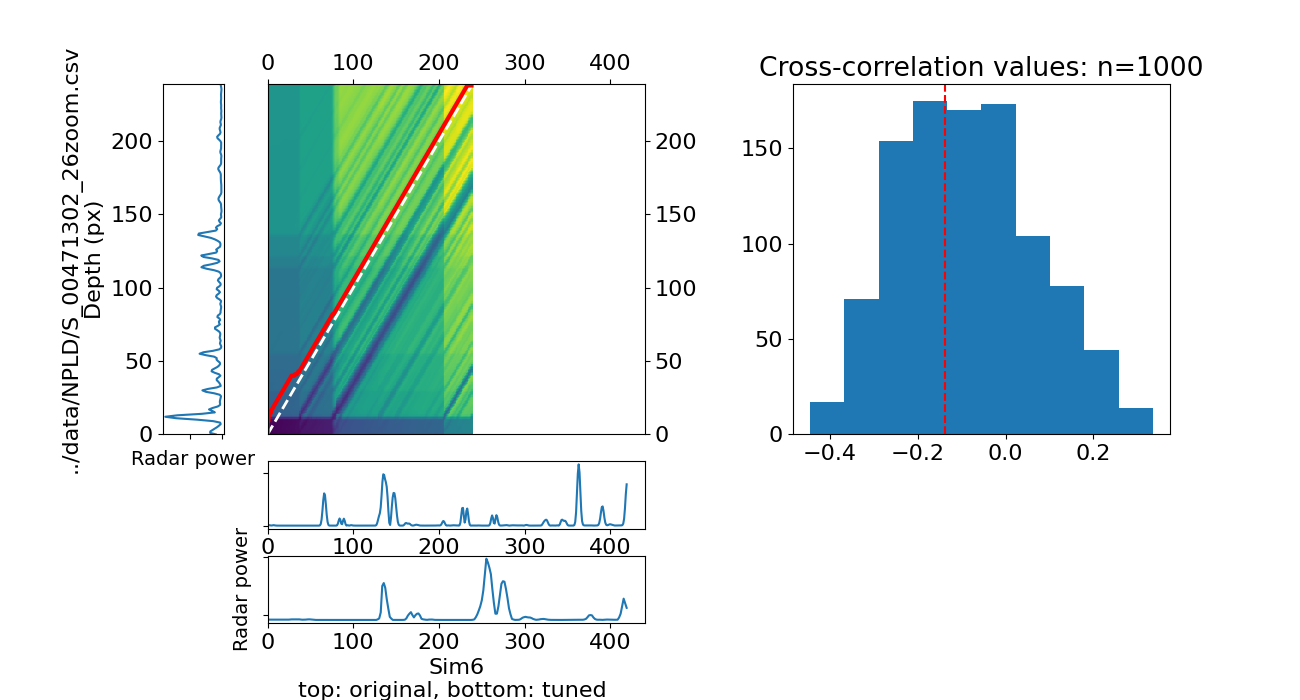 ../data/NPLD/S_00471302_26zoom.csv
Depth (px)
0 50 100 150 200
Radar power
0 100 200 300 400
0 50 100 150 200
Cross-correlation values: n=1000
0 50 100 150
−0.4 −0.2 0.0 0.2
0 100 200 300 400
Radar power
0 100 200 300 400
Sim6
top: original, bottom: tuned